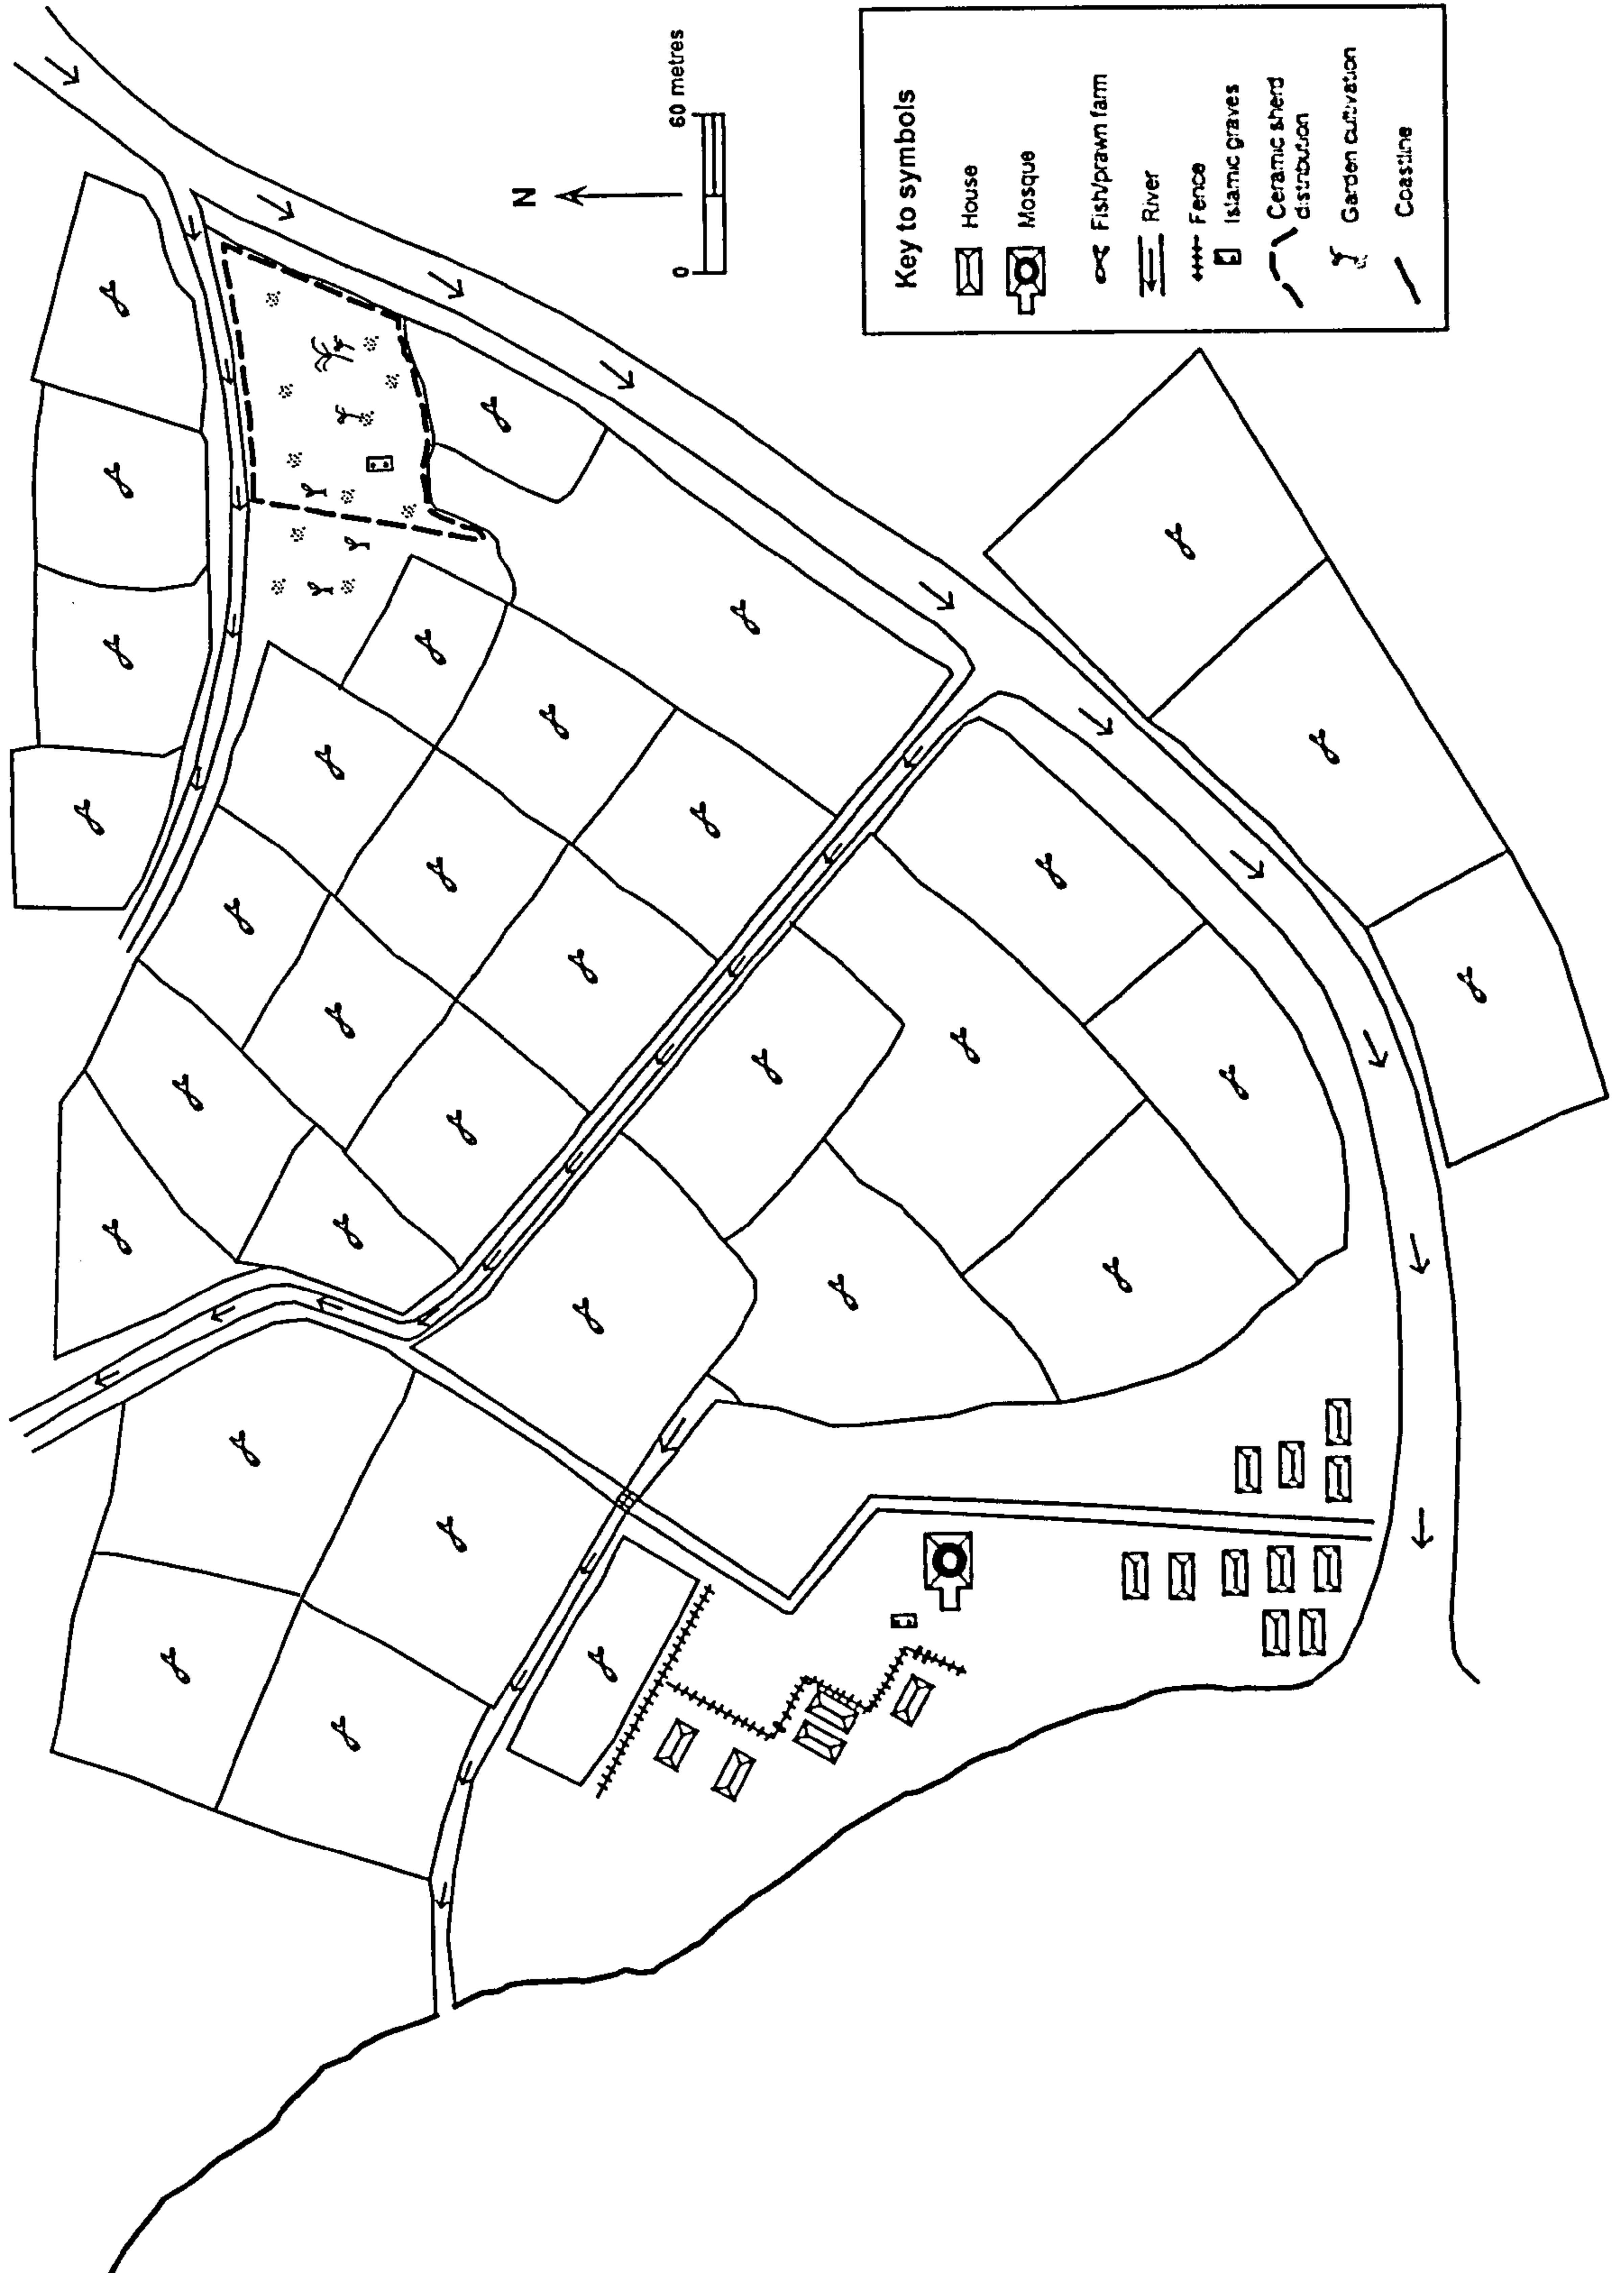 N
0 60 metres
Key to symbols
House
Mosque
Fish/prawn farm
River
Fence
Islamic graves
Ceramic sherd
distribution
Garden cultivation
Coastline